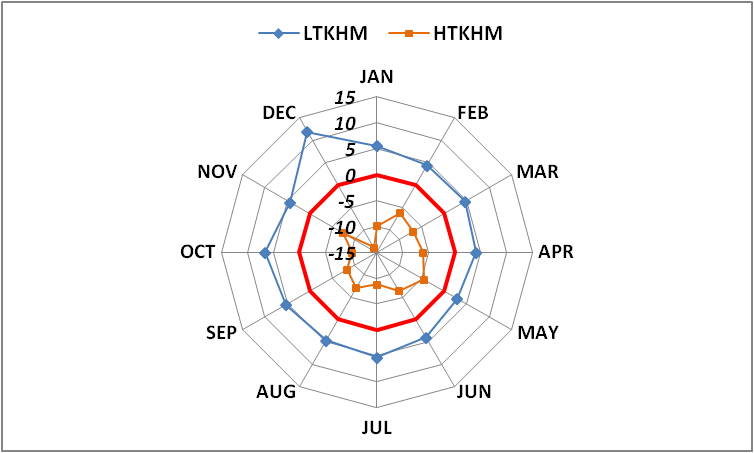 LTKHM HTKHM
JAN
15
DEC FEB
10
5
NOV MAR
0
-5
-10
OCT -15 APR
SEP MAY
AUG JUN
JUL